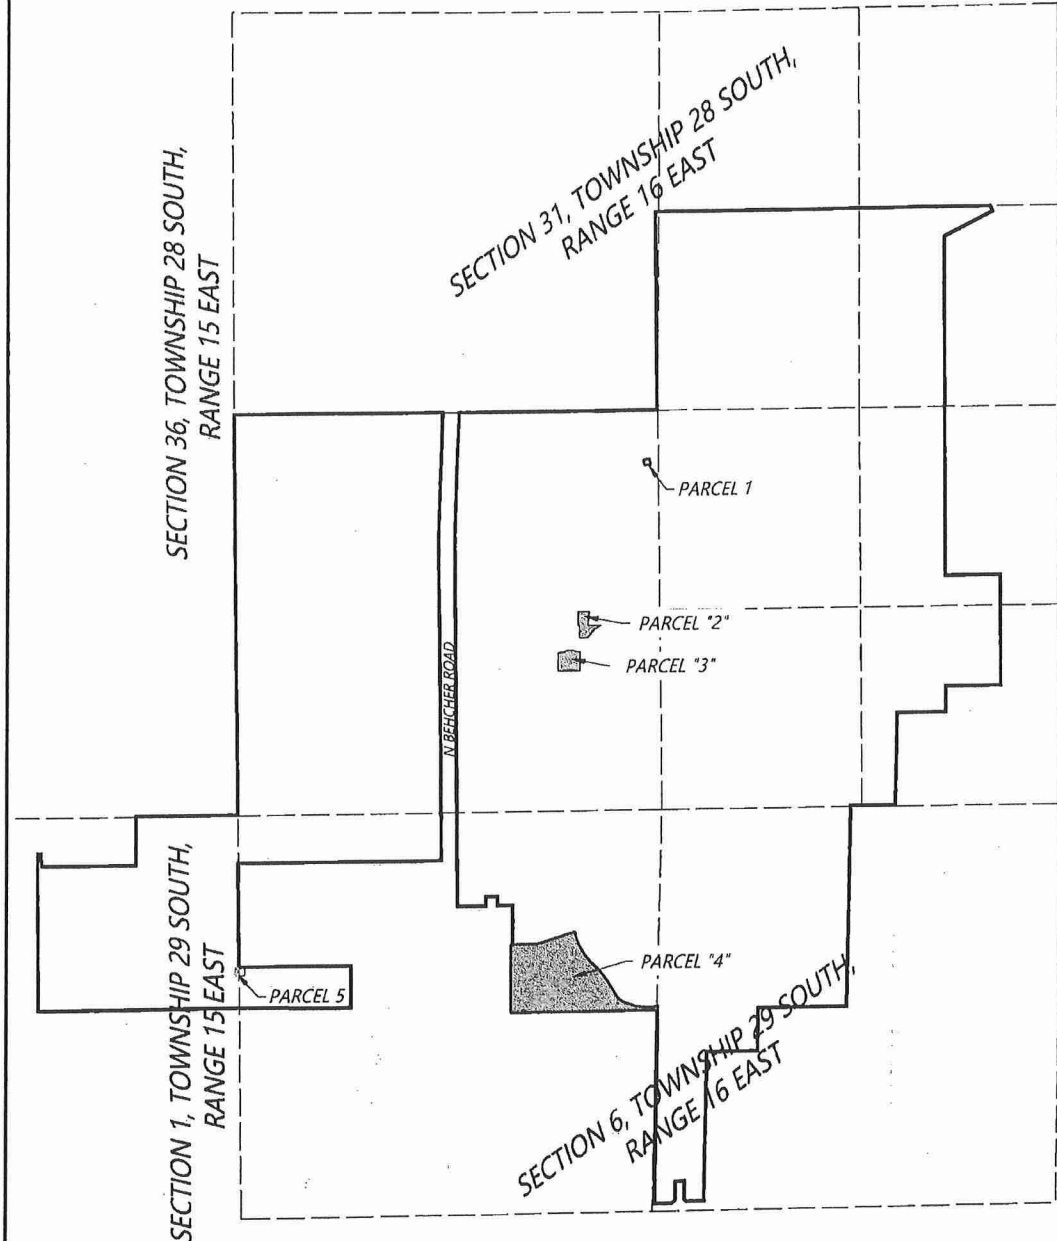 SECTION 31, TOWNSHIP 28 SOUTH,
RANGE 16 EAST
SECTION 36, TOWNSHIP 28 SOUTH,
RANGE 15 EAST
PARCEL 1
PARCEL "2"
PARCEL "3"
N BEHCHER ROAD
PARCEL "4"
PARCEL 5
SECTION 1, TOWNSHIP 29 SOUTH,
RANGE 15 EAST
SECTION 6, TOWNSHIP 29 SOUTH,
RANGE 16 EAST